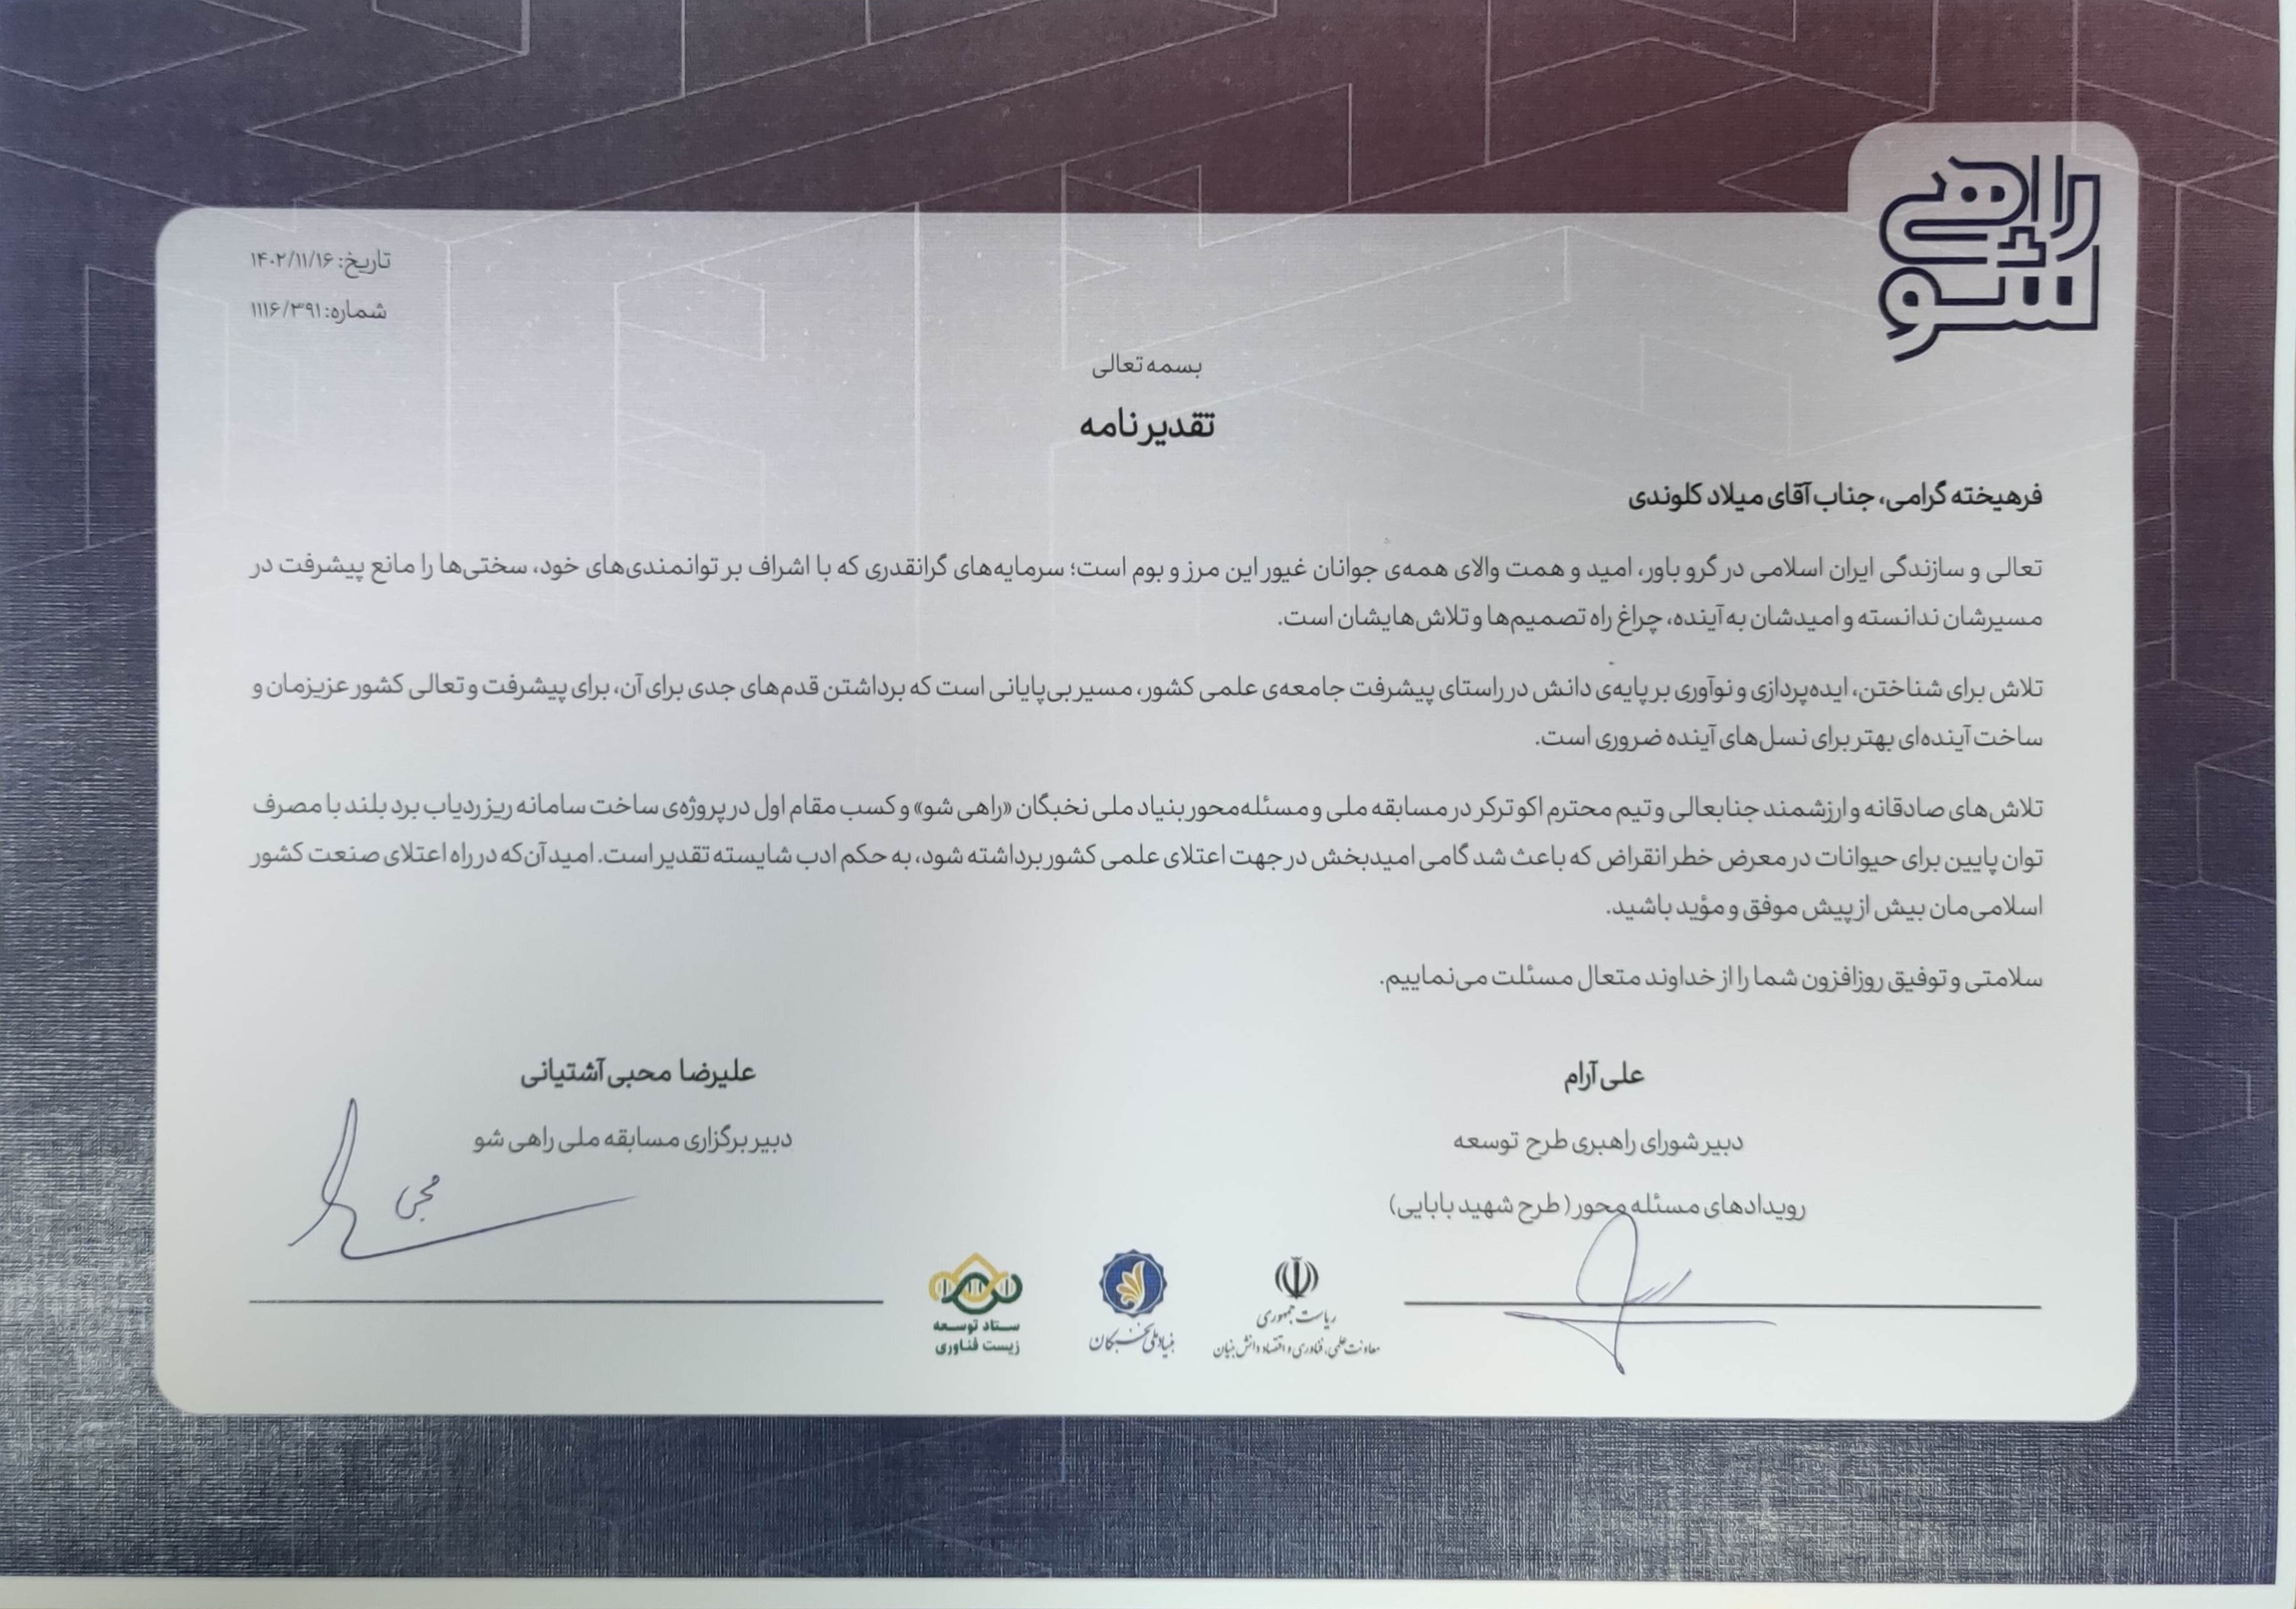 راهی شو
تاریخ: ۱۴۰۲/۱۱/۱۶
شماره: ۱۱۱۶/۳۹۱
بسمه تعالی
تقدیرنامه
فرهیخته گرامی، جناب آقای میلاد کلوندی
تعالی و سازندگی ایران اسلامی در گرو باور، امید و همت والای همه‌ی جوانان غیور این مرز و بوم است؛ سرمایه‌های گرانقدری که با اشراف بر توانمندی‌های خود، سختی‌ها را مانع پیشرفت در
مسیرشان ندانسته و امیدشان به آینده، چراغ راه تصمیم‌ها و تلاش‌هایشان است.
تلاش برای شناختن، ایده‌پردازی و نوآوری بر پایه‌ی دانش در راستای پیشرفت جامعه‌ی علمی کشور، مسیر بی‌پایانی است که برداشتن قدم‌های جدی برای آن، برای پیشرفت و تعالی کشور عزیزمان و
ساخت آینده‌ای بهتر برای نسل‌های آینده ضروری است.
تلاش‌های صادقانه و ارزشمند جنابعالی و تیم محترم اکو ترکر در مسابقه ملی و مسئله‌محور بنیاد ملی نخبگان «راهی شو» و کسب مقام اول در پروژه‌ی ساخت سامانه ریز ردیاب برد بلند با مصرف
توان پایین برای حیوانات در معرض خطر انقراض که باعث شد گامی امیدبخش در جهت اعتلای علمی کشور برداشته شود، به حکم ادب شایسته تقدیر است. امید آن‌که در راه اعتلای صنعت کشور
اسلامی‌مان بیش از پیش موفق و مؤید باشید.
سلامتی و توفیق روزافزون شما را از خداوند متعال مسئلت می‌نماییم.
علی آرام
دبیر شورای راهبری طرح توسعه
رویدادهای مسئله محور (طرح شهید بابایی)
علیرضا محبی آشتیانی
دبیر برگزاری مسابقه ملی راهی شو
محبی
ریاست جمهوری
معاونت علمی، فناوری و اقتصاد دانش بنیان
بنیاد ملی نخبگان
ستاد توسعه
زیست فناوری